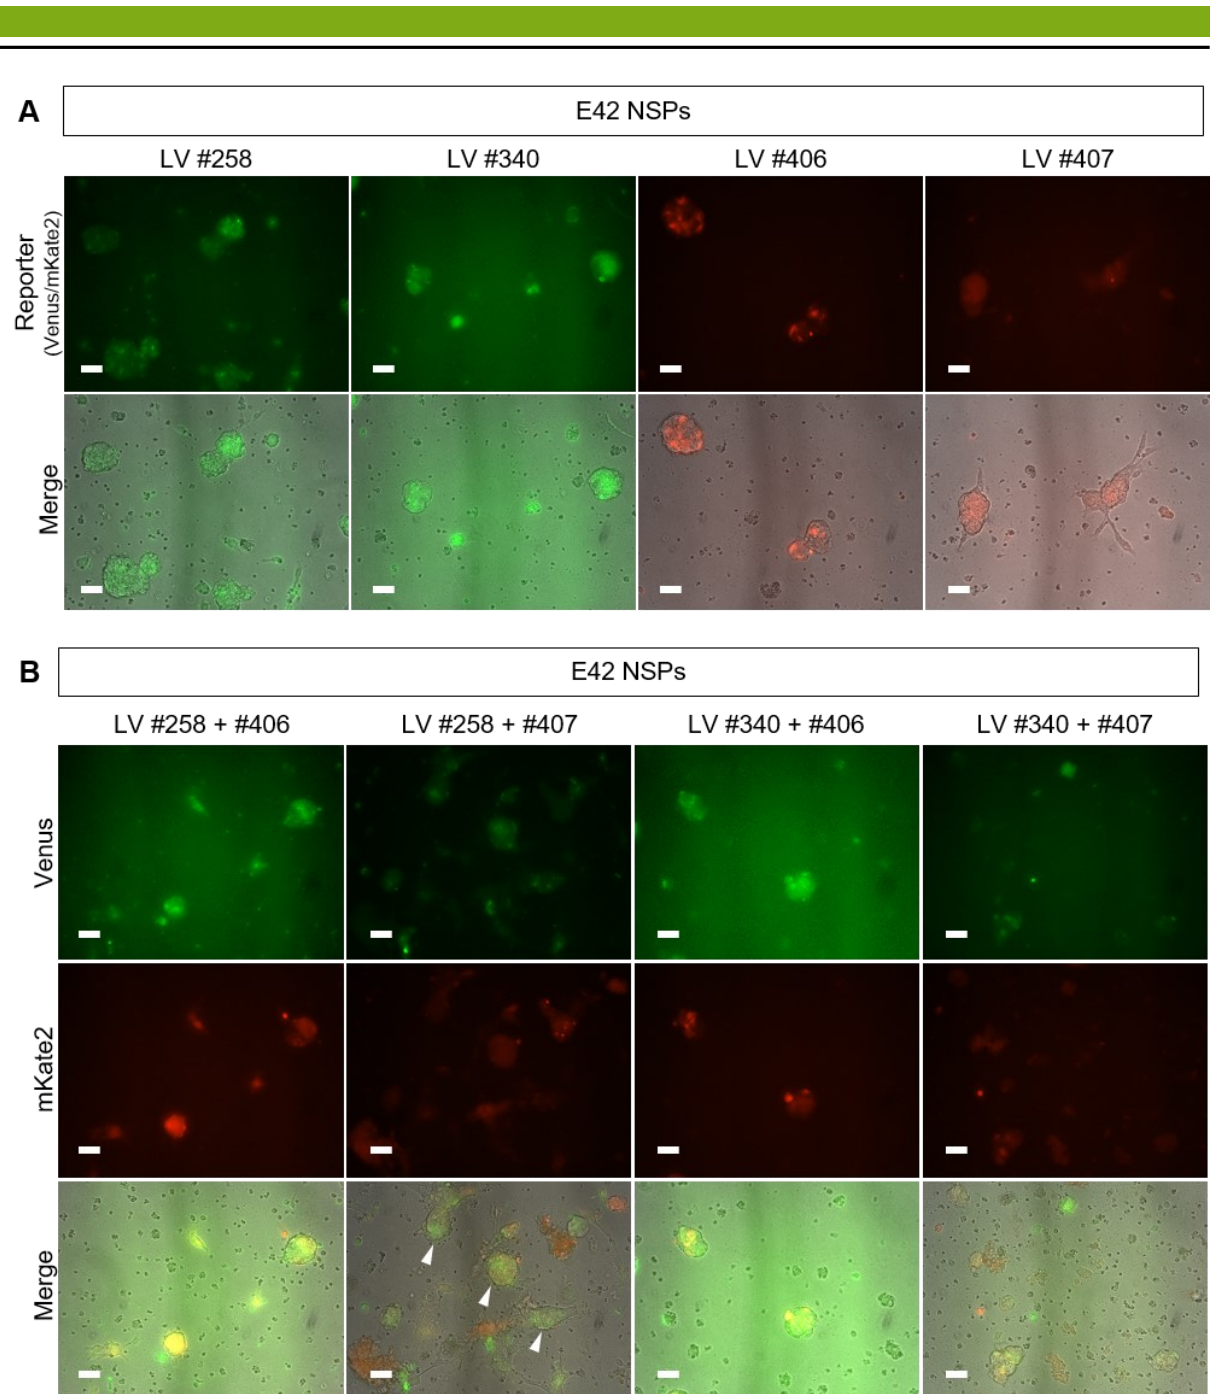 A
E42 NSPs
LV #258
LV #340
LV #406
LV #407
Reporter
(Venus/mKate2)
Merge
B
E42 NSPs
LV #258 + #406
LV #258 + #407
LV #340 + #406
LV #340 + #407
Venus
mKate2
Merge